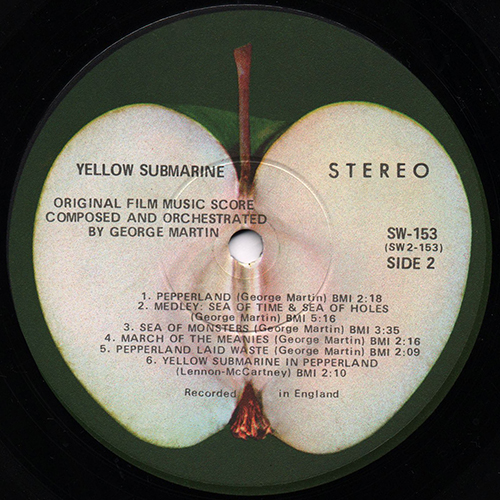 YELLOW SUBMARINE
STEREO
ORIGINAL FILM MUSIC SCORE
COMPOSED AND ORCHESTRATED
BY GEORGE MARTIN
SW-153
(SW2-153)
SIDE 2
1. PEPPERLAND (George Martin) BMI 2:18
2. MEDLEY: SEA OF TIME & SEA OF HOLES
(George Martin) BMI 5:16
3. SEA OF MONSTERS (George Martin) BMI 3:35
4. MARCH OF THE MEANIES (George Martin) BMI 2:16
5. PEPPERLAND LAID WASTE (George Martin) BMI 2:09
6. YELLOW SUBMARINE IN PEPPERLAND
(Lennon-McCartney) BMI 2:10
Recorded in England